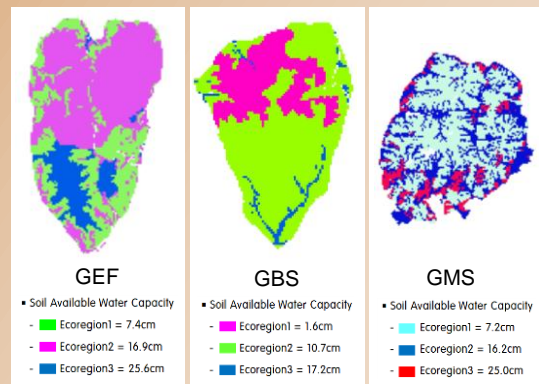 GEF
▪ Soil Available Water Capacity
- Ecoregion1 = 7.4cm
- Ecoregion2 = 16.9cm
- Ecoregion3 = 25.6cm
GBS
▪ Soil Available Water Capacity
- Ecoregion1 = 1.6cm
- Ecoregion2 = 10.7cm
- Ecoregion3 = 17.2cm
GMS
▪ Soil Available Water Capacity
- Ecoregion1 = 7.2cm
- Ecoregion2 = 16.2cm
- Ecoregion3 = 25.0cm